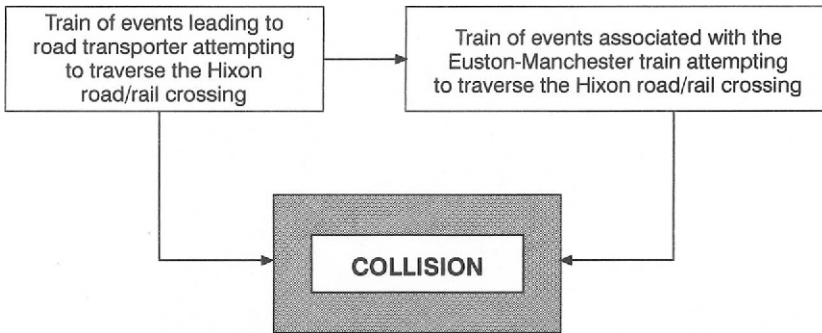 Train of events leading to
road transporter attempting
to traverse the Hixon
road/rail crossing
Train of events associated with the
Euston-Manchester train attempting
to traverse the Hixon road/rail crossing
COLLISION